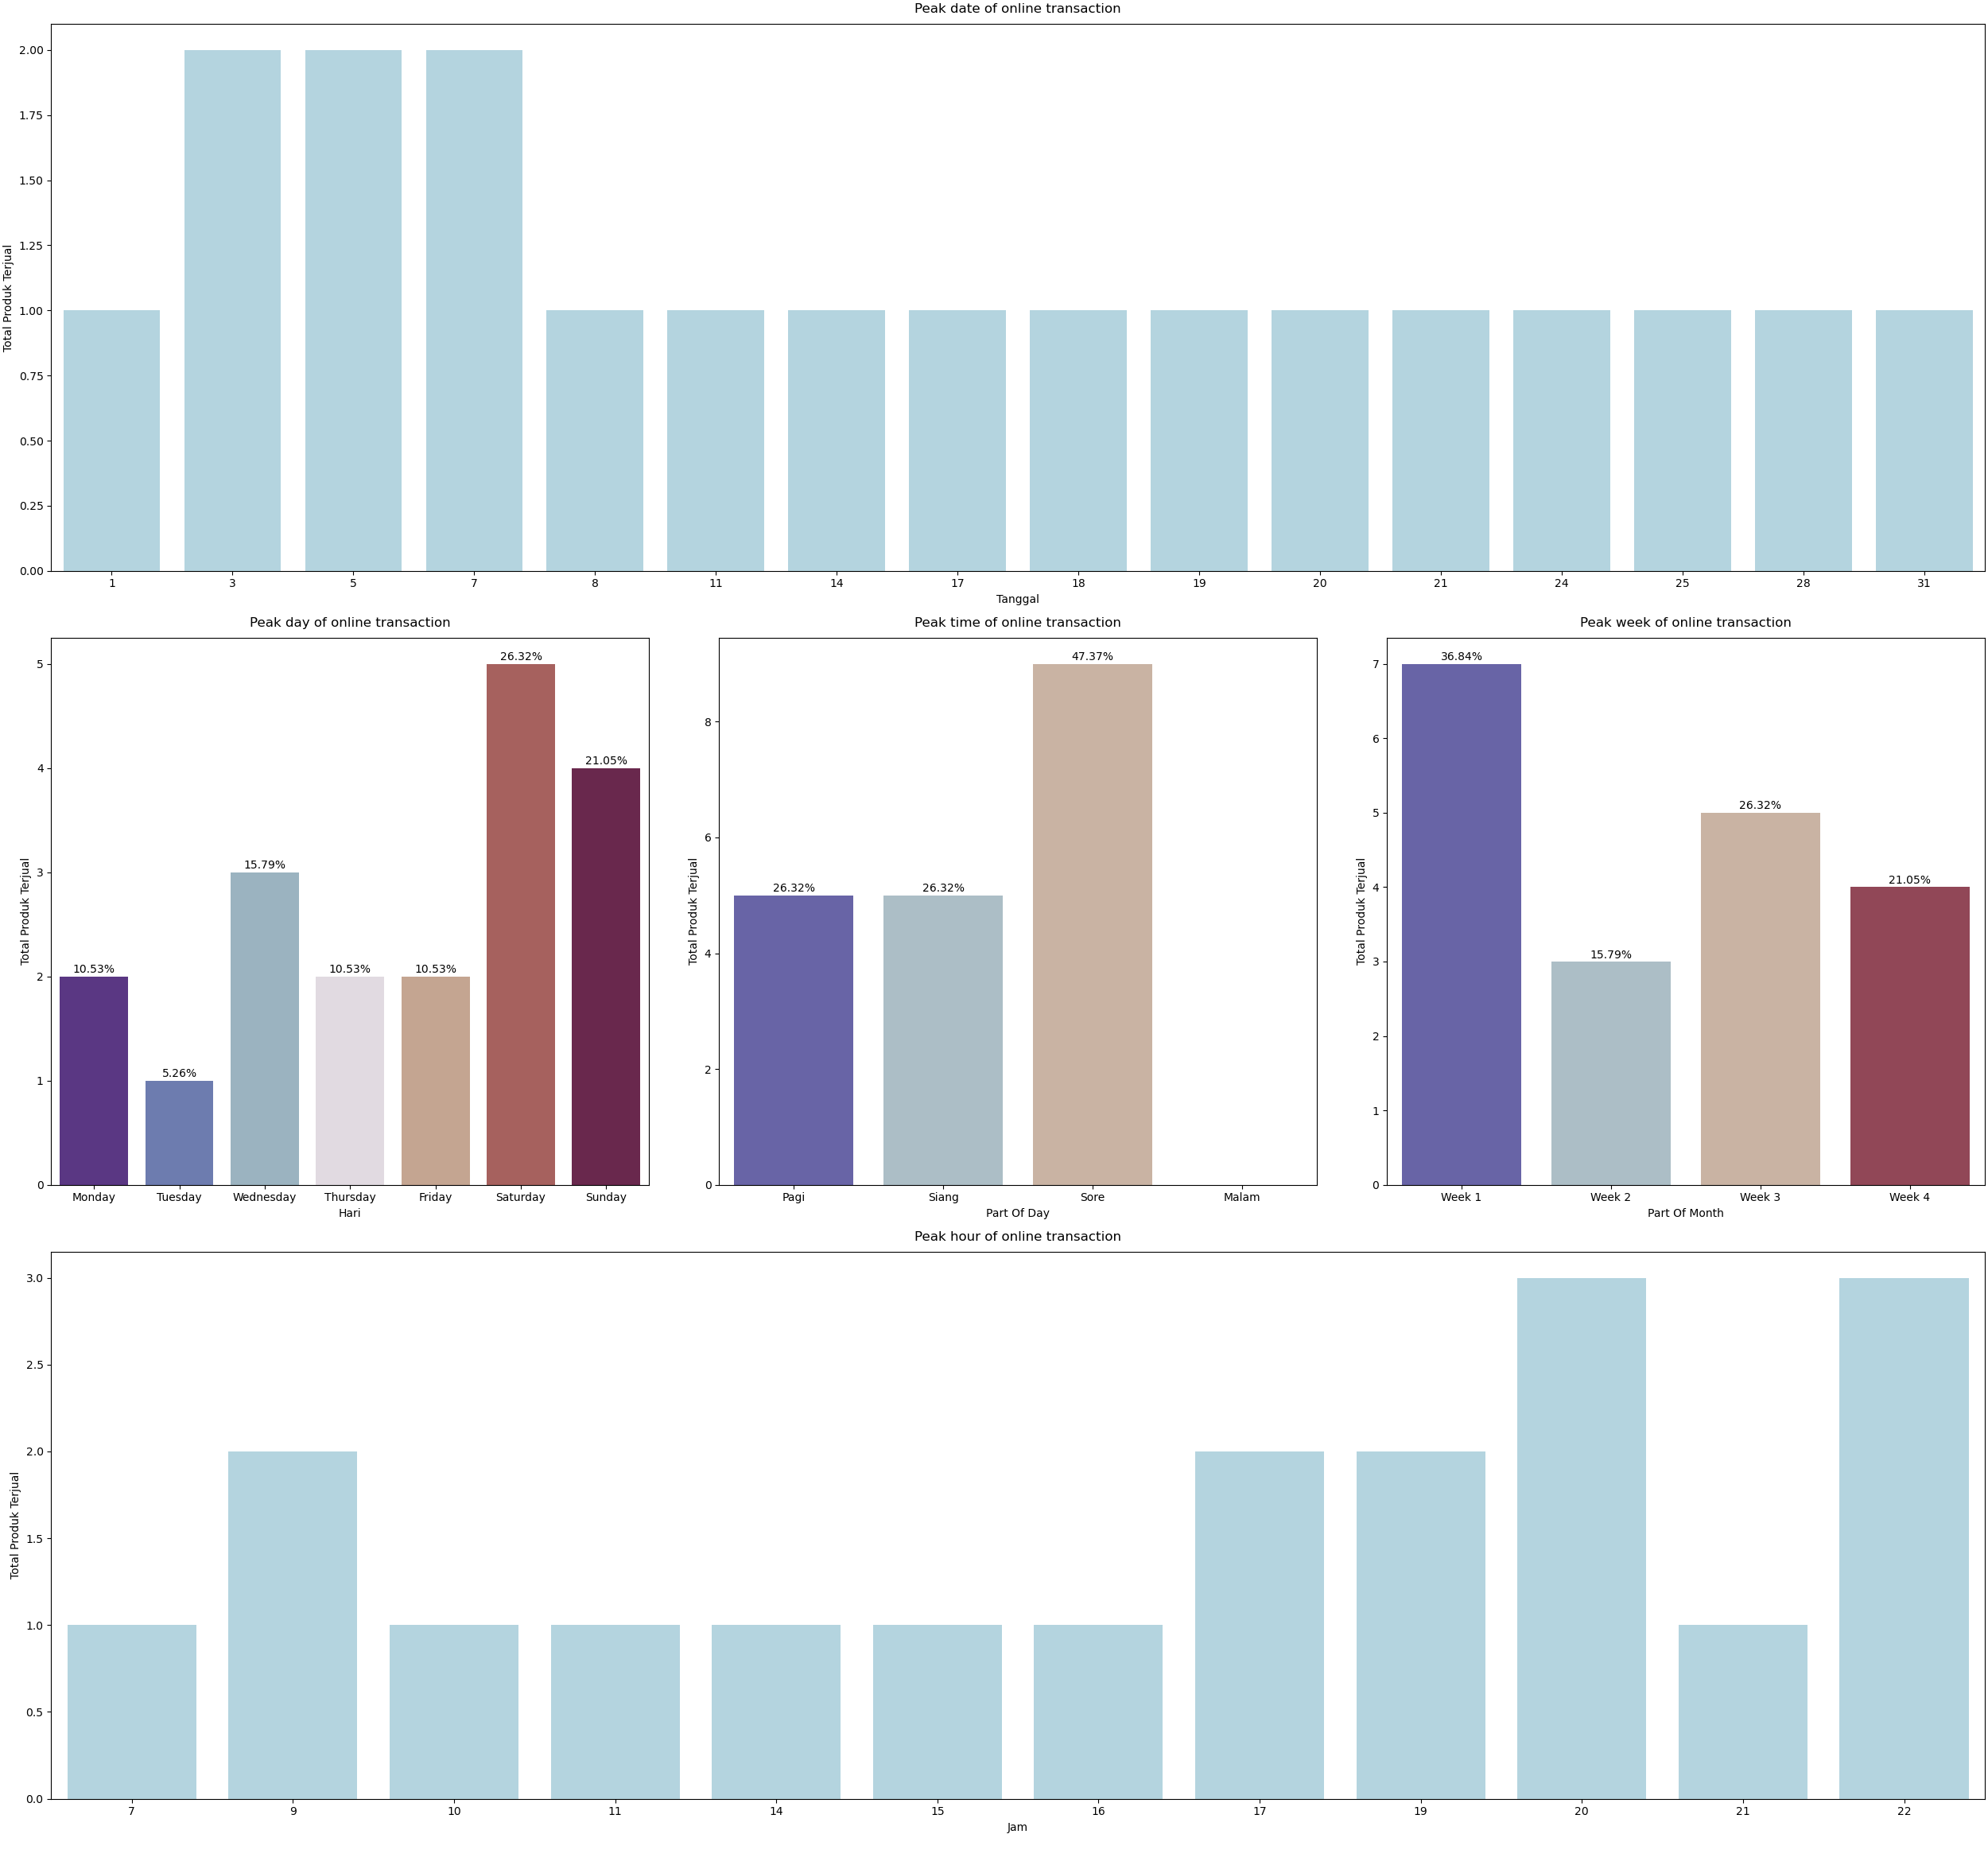 Peak date of online transaction
Total Produk Terjual
2.00
1.75
1.50
1.25
1.00
0.75
0.50
0.25
0.00
1 3 5 7 8 11 14 17 18 19 20 21 24 25 28 31
Tanggal
Peak day of online transaction
Total Produk Terjual
5
4
3
2
1
0
10.53% 5.26% 15.79% 10.53% 10.53% 26.32% 21.05%
Monday Tuesday Wednesday Thursday Friday Saturday Sunday
Hari
Peak time of online transaction
Total Produk Terjual
8
6
4
2
0
26.32% 26.32% 47.37%
Pagi Siang Sore Malam
Part Of Day
Peak week of online transaction
Total Produk Terjual
7
6
5
4
3
2
1
0
36.84% 15.79% 26.32% 21.05%
Week 1 Week 2 Week 3 Week 4
Part Of Month
Peak hour of online transaction
Total Produk Terjual
3.0
2.5
2.0
1.5
1.0
0.5
0.0
7 9 10 11 14 15 16 17 19 20 21 22
Jam